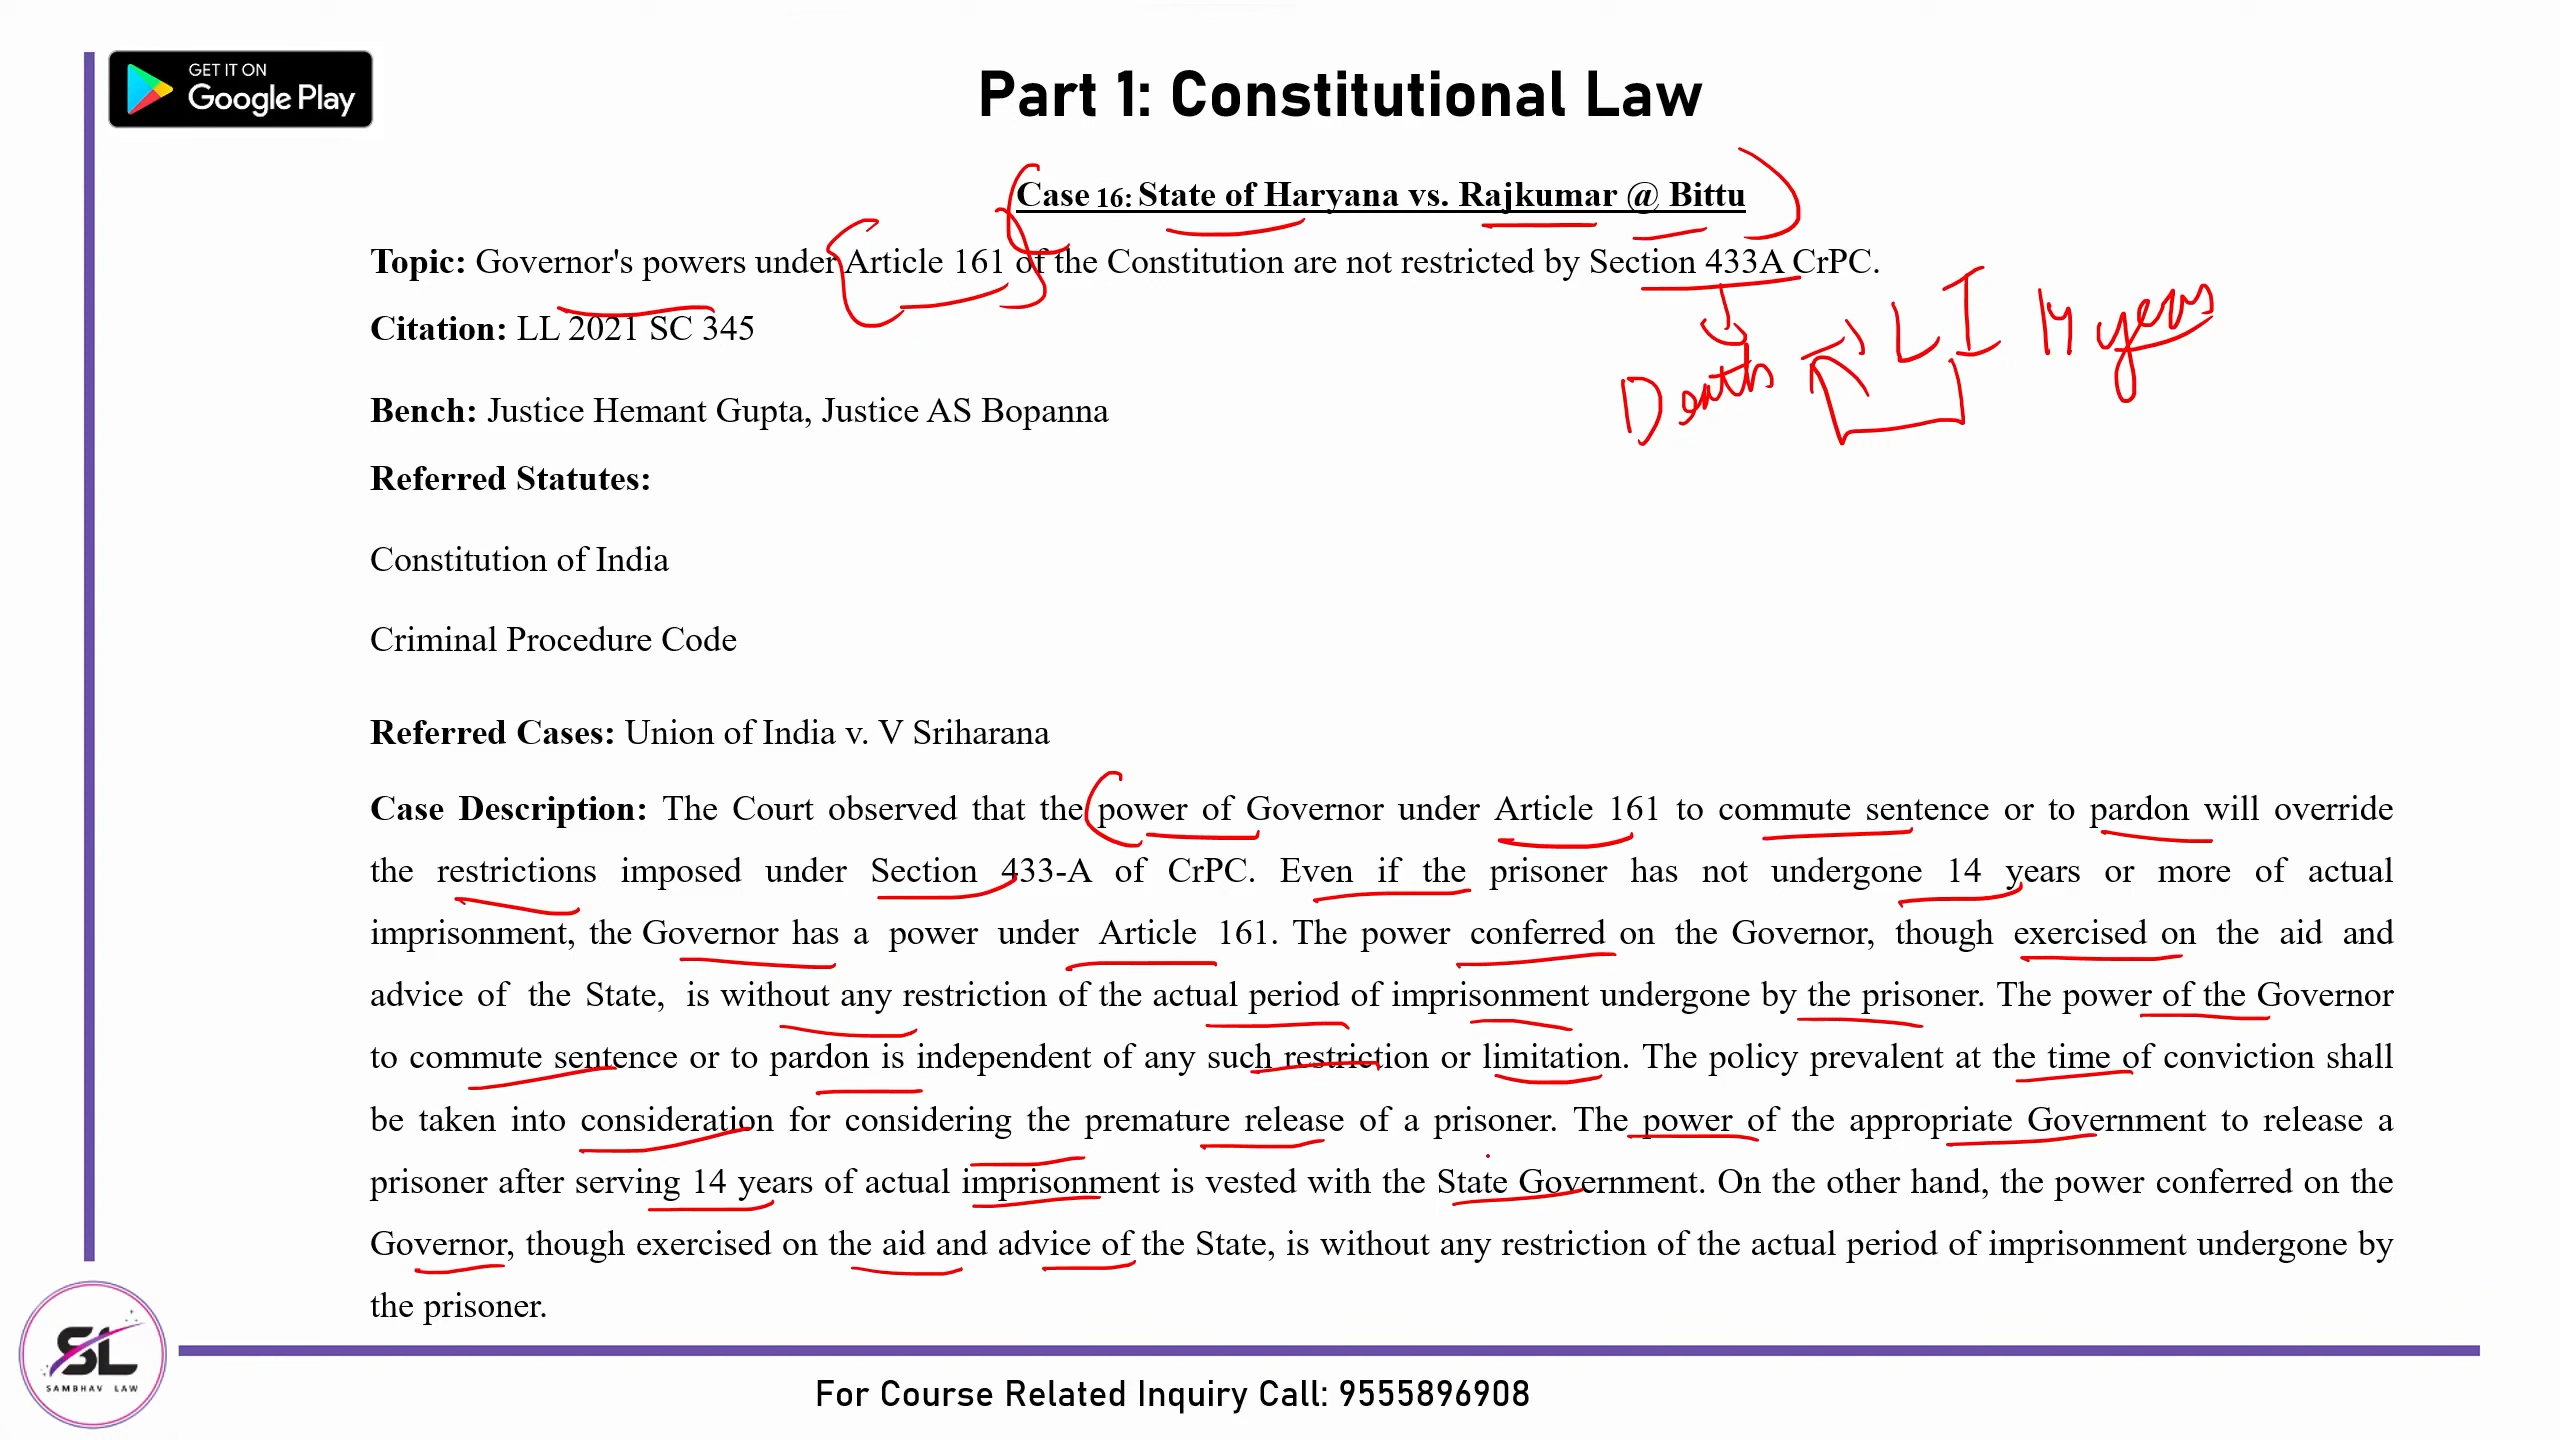 GET IT ON
Google Play
Part 1: Constitutional Law
Case 16: State of Haryana vs. Rajkumar @ Bittu
Topic: Governor's powers under Article 161 of the Constitution are not restricted by Section 433A CrPC.
Citation: LL 2021 SC 345
Death LI 14 years
Bench: Justice Hemant Gupta, Justice AS Bopanna
Referred Statutes:
Constitution of India
Criminal Procedure Code
Referred Cases: Union of India v. V Sriharana
Case Description: The Court observed that the power of Governor under Article 161 to commute sentence or to pardon will override
the restrictions imposed under Section 433-A of CrPC. Even if the prisoner has not undergone 14 years or more of actual
imprisonment, the Governor has a power under Article 161. The power conferred on the Governor, though exercised on the aid and
advice of the State, is without any restriction of the actual period of imprisonment undergone by the prisoner. The power of the Governor
to commute sentence or to pardon is independent of any such restriction or limitation. The policy prevalent at the time of conviction shall
be taken into consideration for considering the premature release of a prisoner. The power of the appropriate Government to release a
prisoner after serving 14 years of actual imprisonment is vested with the State Government. On the other hand, the power conferred on the
Governor, though exercised on the aid and advice of the State, is without any restriction of the actual period of imprisonment undergone by
the prisoner.
SL
SAMBHAV LAW
For Course Related Inquiry Call: 9555896908